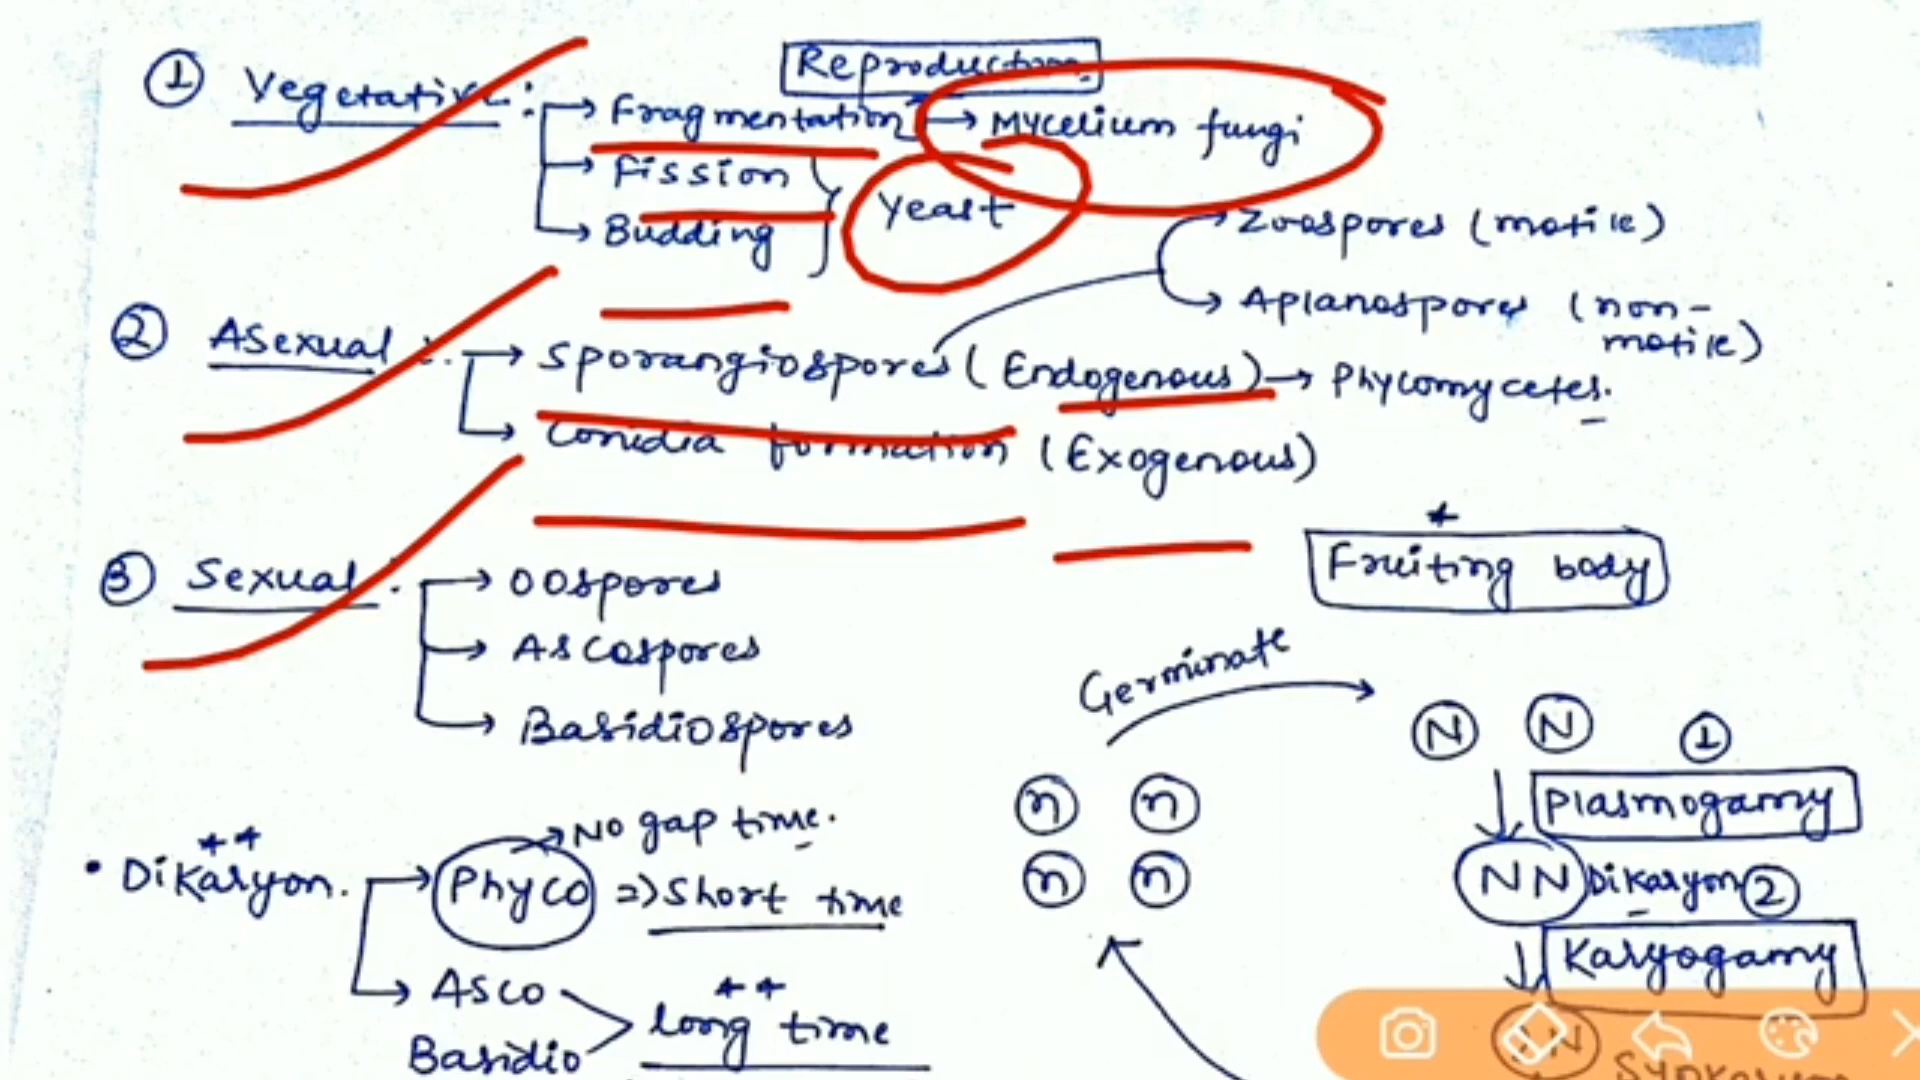 Reproduction
① Vegetative : → Fragmentation → Mycelium fungi
→ Fission
→ Budding
Yeast
→ Zoospores (motile)
→ Aplanospores (non-
motile)
② Asexual : → Sporangiospores (Endogenous) → Phycomycetes.
→ Conidia formation (Exogenous)
③ Sexual : → Oospores
→ Ascospores
→ Basidiospores
* Fruiting body
Germinate
N N ①
n n
n n
Plasmogamy
NN Dikaryon ②
Karyogamy
• Dikaryon. → Phyco ⇒ Short time
→ No gap time.
→ Asco
Basidio
long time